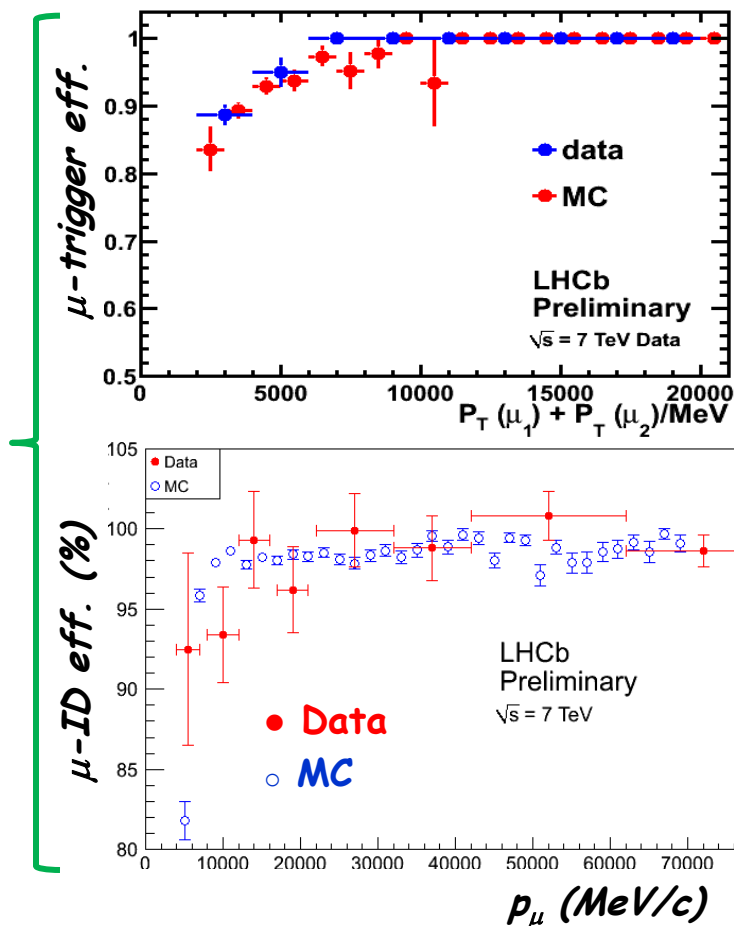 μ-trigger eff.
1
0.9
0.8
0.7
0.6
0.5
data
MC
LHCb
Preliminary
√s = 7 TeV Data
0 5000 10000 15000 20000
P_T (μ_1) + P_T (μ_2)/MeV
μ-ID eff. (%)
105
100
95
90
85
80
Data
MC
LHCb
Preliminary
√s = 7 TeV
Data
MC
0 10000 20000 30000 40000 50000 60000 70000
p_μ (MeV/c)